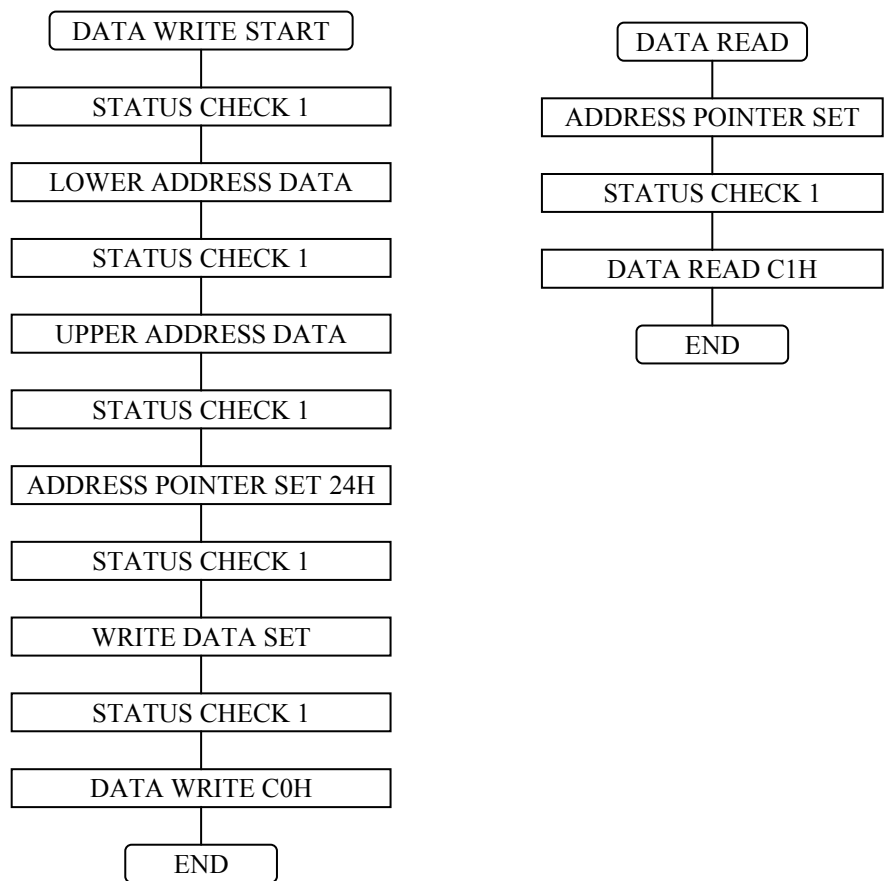 DATA WRITE START
STATUS CHECK 1
LOWER ADDRESS DATA
STATUS CHECK 1
UPPER ADDRESS DATA
STATUS CHECK 1
ADDRESS POINTER SET 24H
STATUS CHECK 1
WRITE DATA SET
STATUS CHECK 1
DATA WRITE C0H
END
DATA READ
ADDRESS POINTER SET
STATUS CHECK 1
DATA READ C1H
END